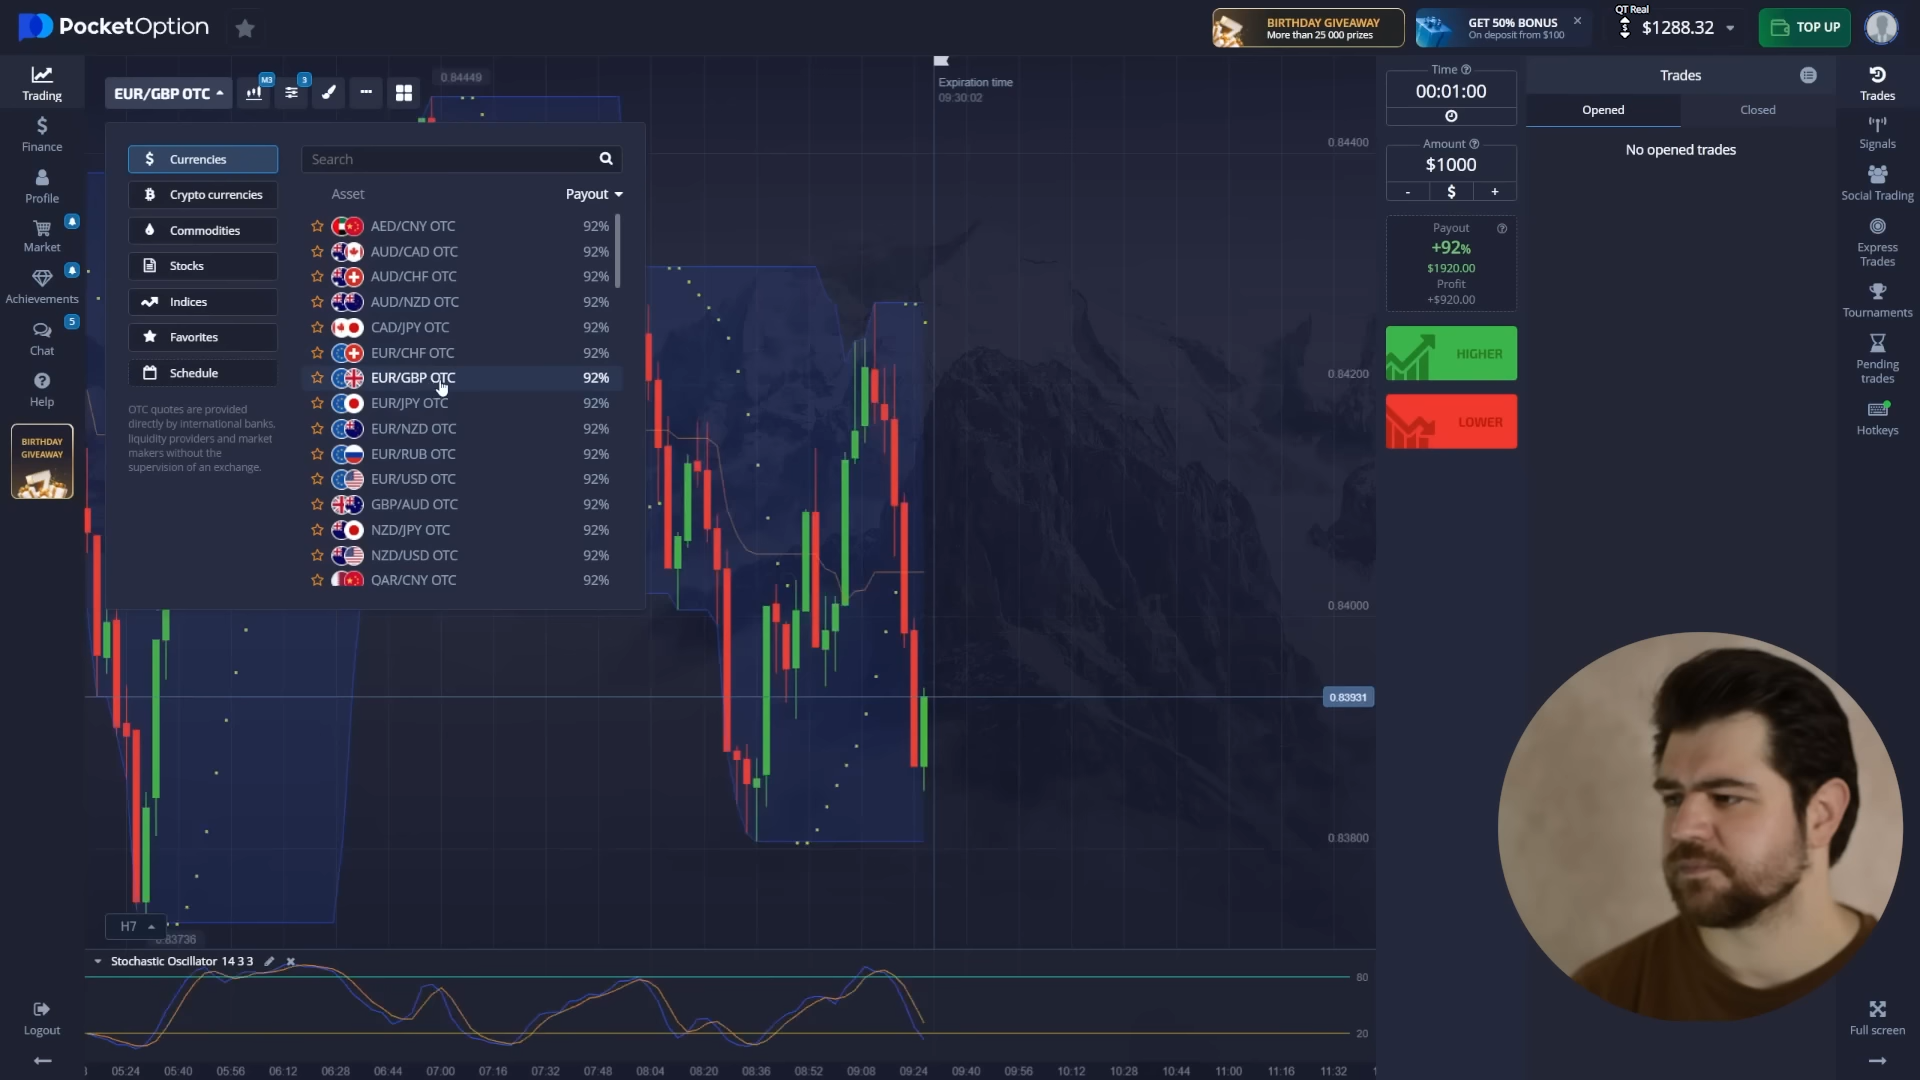 PocketOption
BIRTHDAY GIVEAWAY
More than 25 000 prizes
GET 50% BONUS
On deposit from $100
QT Real
$1288.32
TOP UP
Trading
Finance
Profile
Market
Achievements
5
Chat
Help
BIRTHDAY
GIVEAWAY
Logout
EUR/GBP OTC
M3
3
0.84449
Expiration time
09:30:02
Currencies
Crypto currencies
Commodities
Stocks
Indices
Favorites
Schedule
OTC quotes are provided
directly by international banks,
liquidity providers and market
makers without the
supervision of an exchange.
Search
Asset
Payout
AED/CNY OTC 92%
AUD/CAD OTC 92%
AUD/CHF OTC 92%
AUD/NZD OTC 92%
CAD/JPY OTC 92%
EUR/CHF OTC 92%
EUR/GBP OTC 92%
EUR/JPY OTC 92%
EUR/NZD OTC 92%
EUR/RUB OTC 92%
EUR/USD OTC 92%
GBP/AUD OTC 92%
NZD/JPY OTC 92%
NZD/USD OTC 92%
QAR/CNY OTC 92%
0.84400
0.84200
0.84000
0.83931
0.83800
H7
0.83736
Stochastic Oscillator 14 3 3
80
20
05:24 05:40 05:56 06:12 06:28 06:44 07:00 07:16 07:32 07:48 08:04 08:20 08:36 08:52 09:08 09:24 09:40 09:56 10:12 10:28 10:44 11:00 11:16 11:32
Time
00:01:00
Amount
$1000
-
$
+
Payout
+92%
$1920.00
Profit
+$920.00
HIGHER
LOWER
Trades
Opened
Closed
No opened trades
Trades
Signals
Social Trading
Express
Trades
Tournaments
Pending
trades
Hotkeys
Full screen